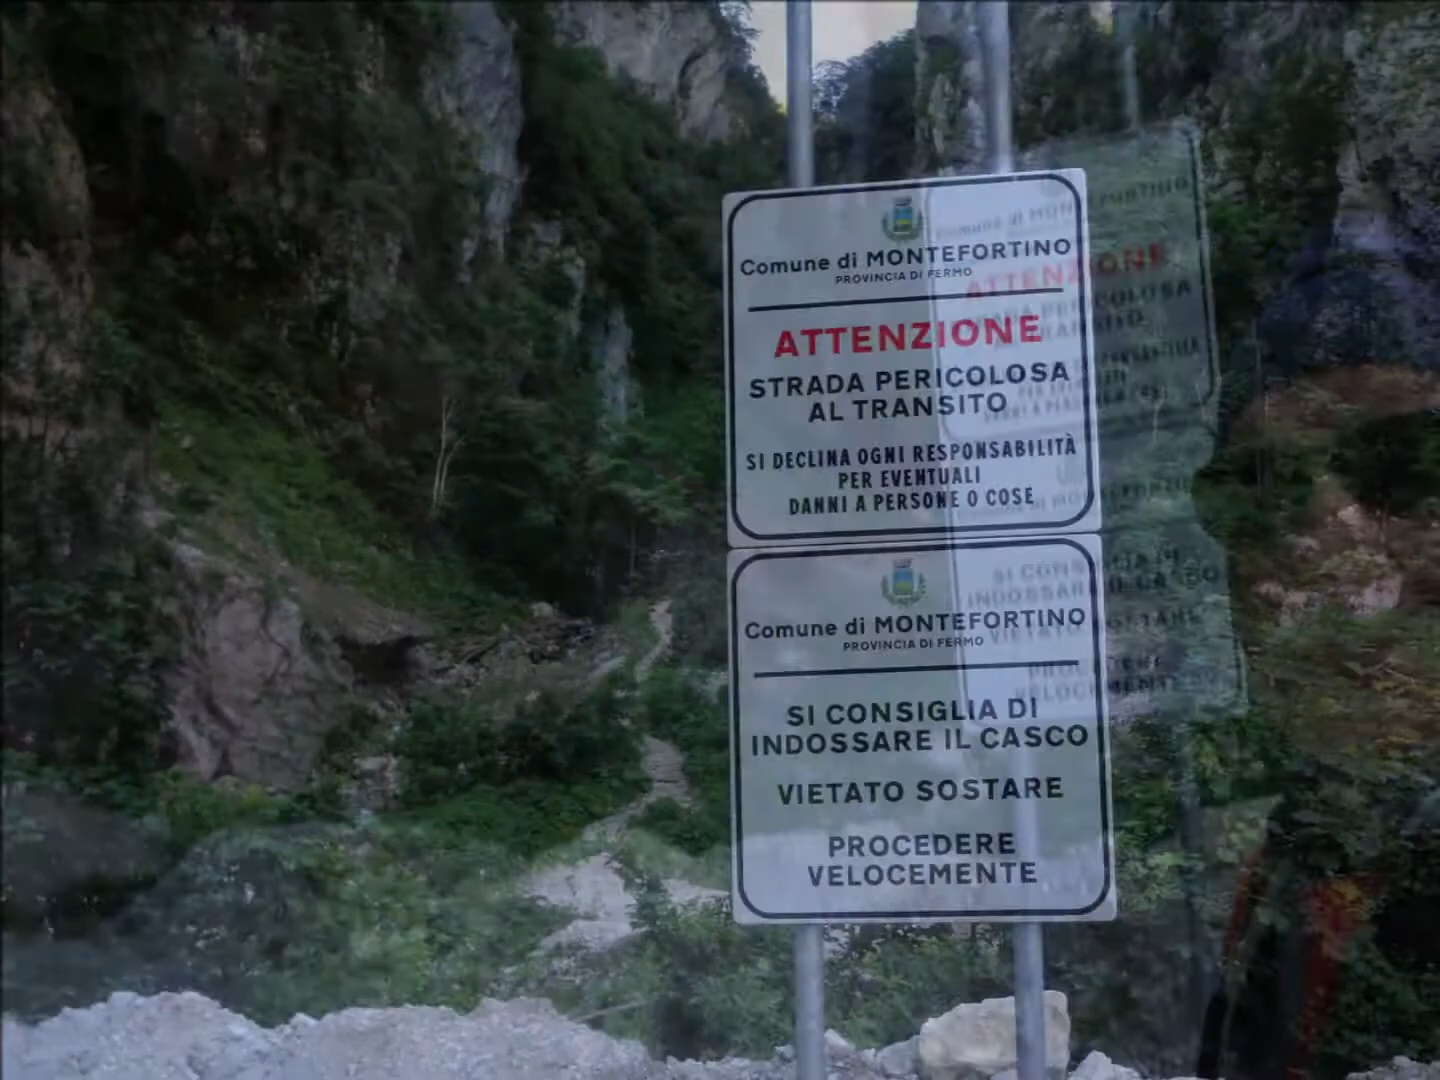 Comune di MONTEFORTINO
PROVINCIA DI FERMO
ATTENZIONE
STRADA PERICOLOSA
AL TRANSITO
SI DECLINA OGNI RESPONSABILITÀ
PER EVENTUALI
DANNI A PERSONE O COSE
Comune di MONTEFORTINO
PROVINCIA DI FERMO
SI CONSIGLIA DI
INDOSSARE IL CASCO
VIETATO SOSTARE
PROCEDERE
VELOCEMENTE